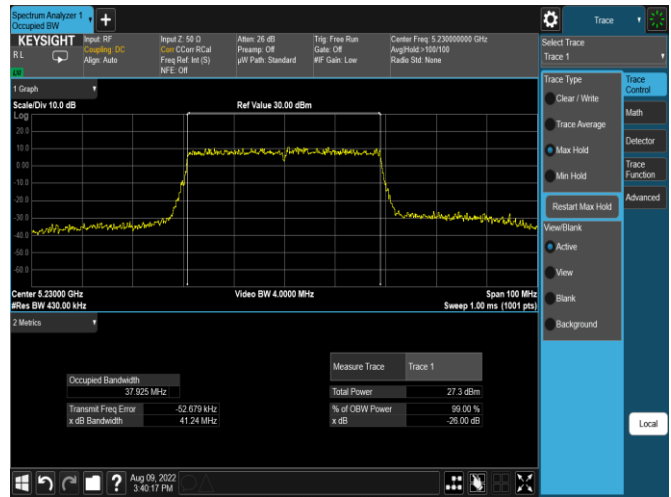 Spectrum Analyzer 1
Occupied BW
Trace
KEYSIGHT
R L
LW
Input: RF
Coupling: DC
Align: Auto
Input Z: 50 Ω
Corr CCorr RCal
Freq Ref: Int (S)
NFE: Off
Atten: 26 dB
Preamp: Off
µW Path: Standard
Trig: Free Run
Gate: Off
#IF Gain: Low
Center Freq: 5.230000000 GHz
Avg|Hold:>100/100
Radio Std: None
Select Trace
Trace 1
1 Graph
Scale/Div 10.0 dB
Ref Value 30.00 dBm
Log
20.0
10.0
0.00
-10.0
-20.0
-30.0
-40.0
-50.0
-60.0
Center 5.23000 GHz
#Res BW 430.00 kHz
Video BW 4.0000 MHz
Span 100 MHz
Sweep 1.00 ms (1001 pts)
2 Metrics
Measure Trace
Trace 1
Occupied Bandwidth
37.925 MHz
Total Power
27.3 dBm
Transmit Freq Error
-52.679 kHz
% of OBW Power
99.00 %
x dB Bandwidth
41.24 MHz
x dB
-26.00 dB
Trace Type
Clear / Write
Trace Average
Max Hold
Min Hold
Restart Max Hold
View/Blank
Active
View
Blank
Background
Trace
Control
Math
Detector
Trace
Function
Advanced
Local
?
Aug 09, 2022
3:40:17 PM